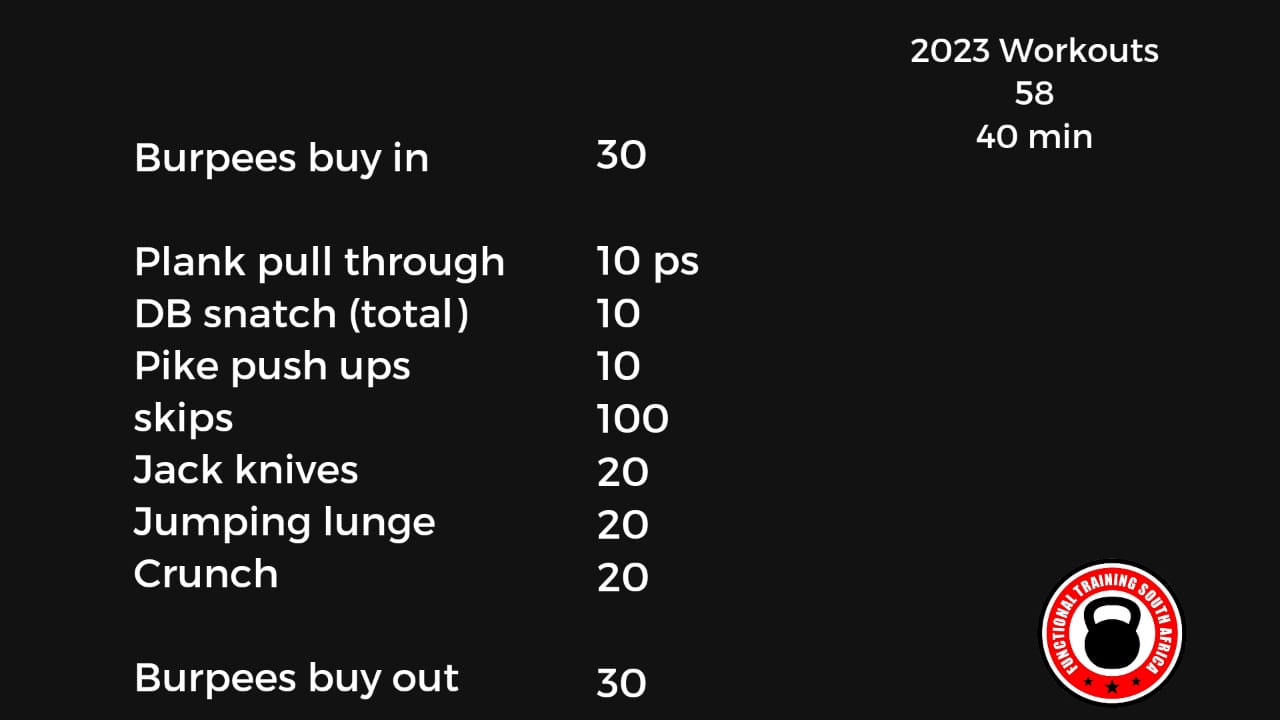 2023 Workouts
58
40 min
Burpees buy in 30
Plank pull through 10 ps
DB snatch (total) 10
Pike push ups 10
skips 100
Jack knives 20
Jumping lunge 20
Crunch 20
Burpees buy out 30
FUNCTIONAL TRAINING SOUTH AFRICA